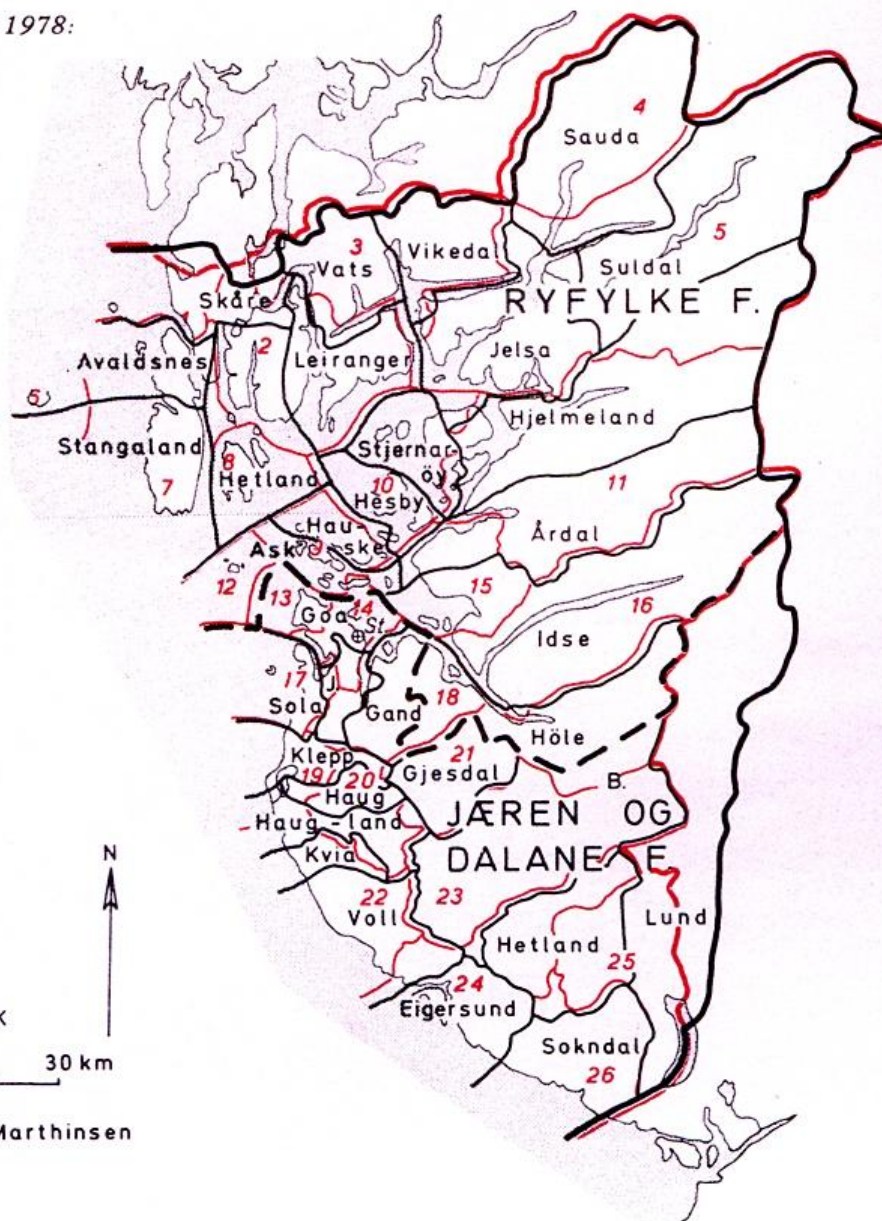 1978:
4
Sauda
5
3
Vikedal
Vats
Suldal
Skåre
RYFYLKE F.
2
Avaldsnes
Leiranger
Jelsa
6
Hjelmeland
Stangaland
Stjernar-
öy
8
7
Hetland
10
11
Hesby
Hau-
ske
9
Årdal
Ask
12
13
14
15
16
Goa
St.
Idse
17
J.
18
Sola
Gand
Höle
Klepp
21
19
20
Gjesdal
B.
Haug
JÆREN OG
Haug-land
DALANE F.
Kvia
N
22
23
Voll
Lund
Hetland
25
24
Eigersund
K
Sokndal
30 km
26
Marthinsen